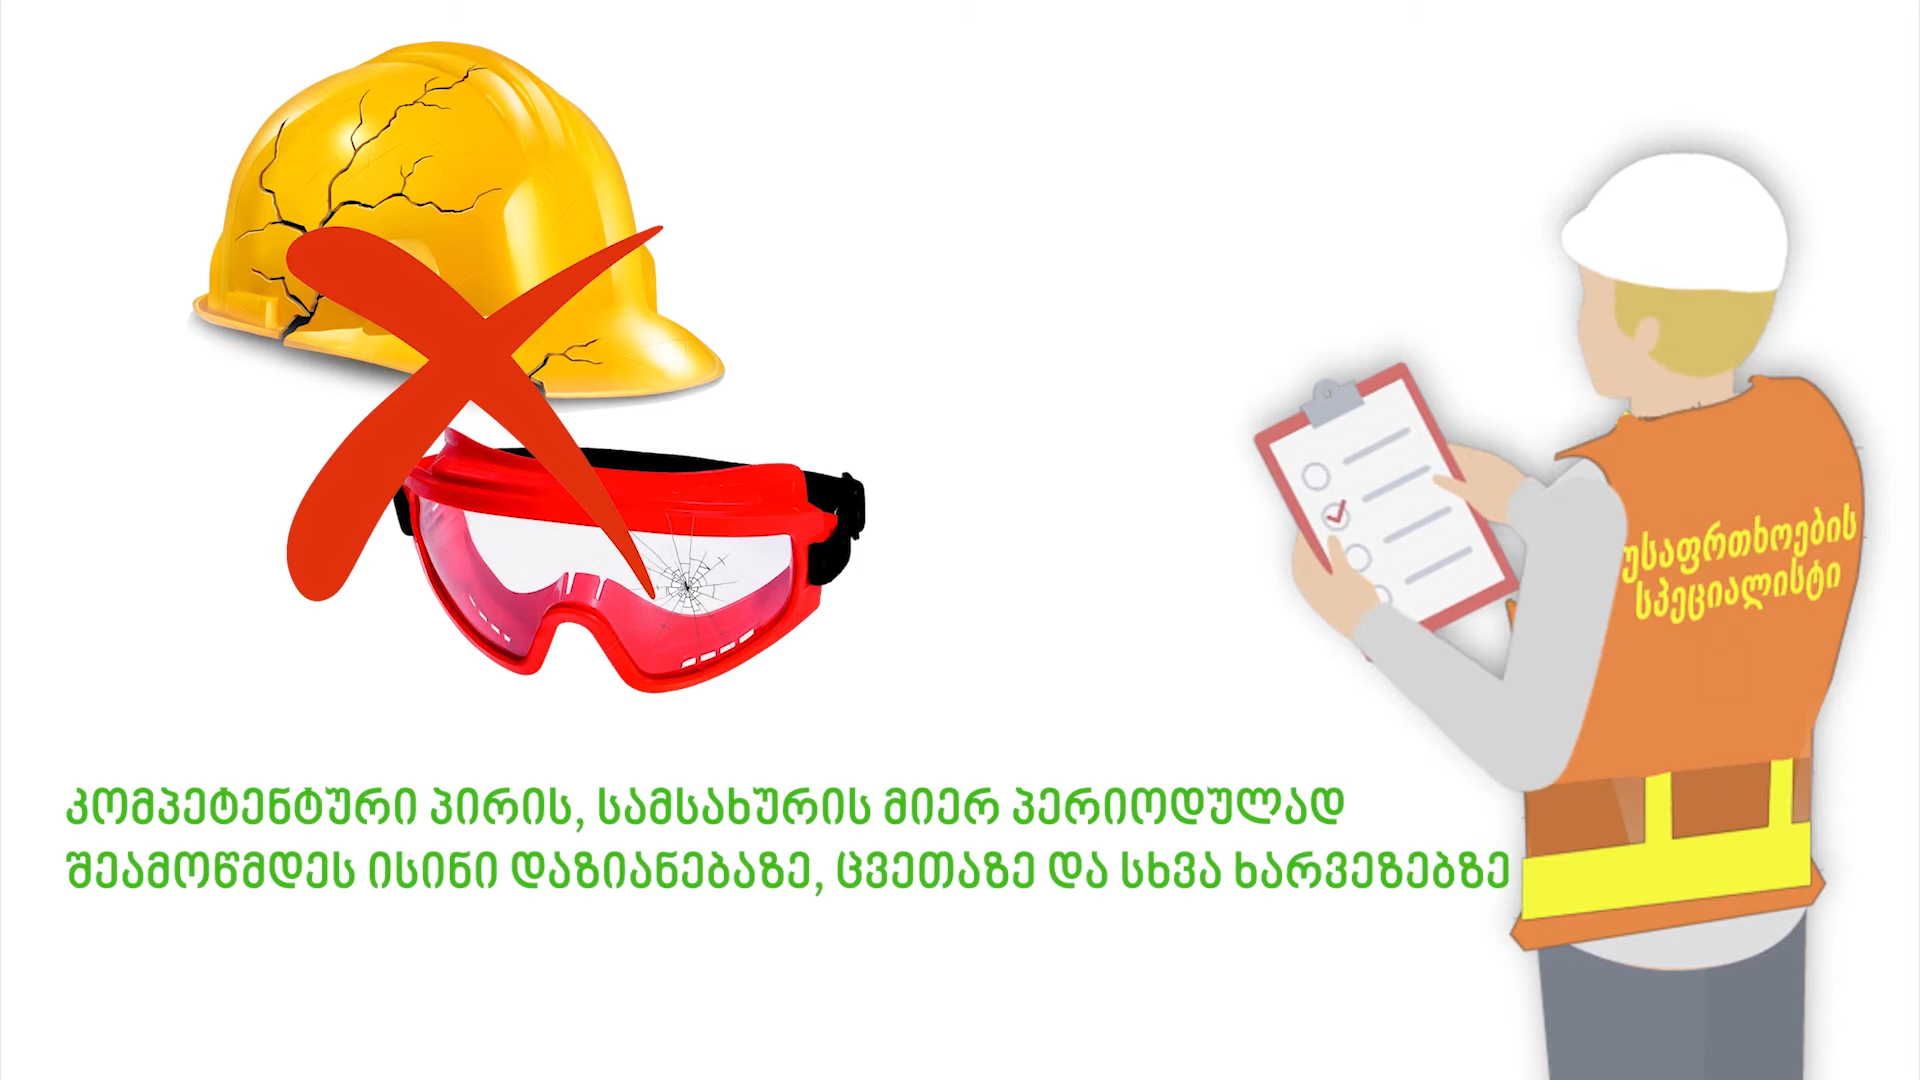 უსაფრთხოების
სპეციალისტი
კომპეტენტური პირის, სამსახურის მიერ პერიოდულად
შეამოწმდეს ისინი დაზიანებაზე, ცვეთაზე და სხვა ხარვეზებზე